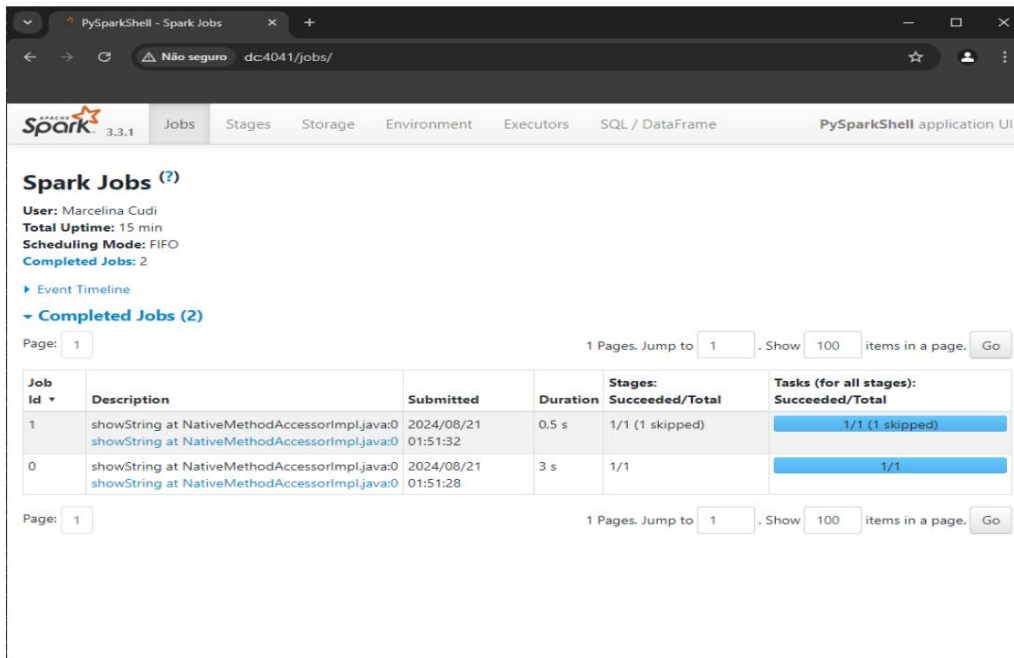 PySparkShell - Spark Jobs
Não seguro dc:4041/jobs/
APACHE Spark 3.3.1 Jobs Stages Storage Environment Executors SQL / DataFrame PySparkShell application UI
Spark Jobs (?)
User: Marcelina Cudi
Total Uptime: 15 min
Scheduling Mode: FIFO
Completed Jobs: 2
Event Timeline
Completed Jobs (2)
Page: 1 1 Pages. Jump to 1 . Show 100 items in a page. Go
Job Id ▾ Description Submitted Duration Stages: Succeeded/Total Tasks (for all stages): Succeeded/Total
1 showString at NativeMethodAccessorImpl.java:0 2024/08/21 0.5 s 1/1 (1 skipped) 1/1 (1 skipped)
showString at NativeMethodAccessorImpl.java:0 01:51:32
0 showString at NativeMethodAccessorImpl.java:0 2024/08/21 3 s 1/1 1/1
showString at NativeMethodAccessorImpl.java:0 01:51:28
Page: 1 1 Pages. Jump to 1 . Show 100 items in a page. Go